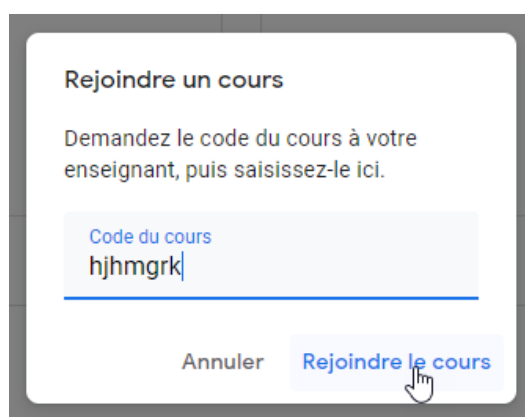 Rejoindre un cours
Demandez le code du cours à votre
enseignant, puis saisissez-le ici.
Code du cours
hjhmgrk
Annuler Rejoindre le cours